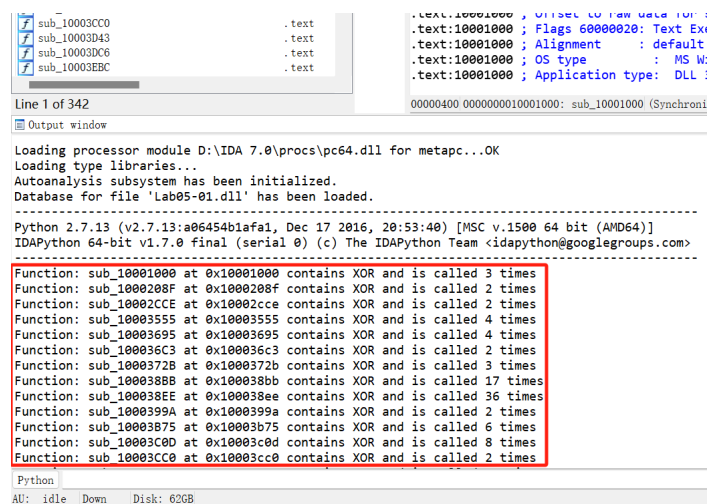 sub_10003CC0 .text
sub_10003D43 .text
sub_10003DC6 .text
sub_10003EBC .text
Line 1 of 342
.text:10001000 ; Offset to raw data for
.text:10001000 ; Flags 60000020: Text Exe
.text:10001000 ; Alignment : default
.text:10001000 ; OS type : MS Wi
.text:10001000 ; Application type: DLL 3
00000400 0000000010001000: sub_10001000 (Synchroni
Output window
Loading processor module D:\IDA 7.0\procs\pc64.dll for metapc...OK
Loading type libraries...
Autoanalysis subsystem has been initialized.
Database for file 'Lab05-01.dll' has been loaded.
Python 2.7.13 (v2.7.13:a06454b1afa1, Dec 17 2016, 20:53:40) [MSC v.1500 64 bit (AMD64)]
IDAPython 64-bit v1.7.0 final (serial 0) (c) The IDAPython Team <idapython@googlegroups.com>
Function: sub_10001000 at 0x10001000 contains XOR and is called 3 times
Function: sub_1000208F at 0x1000208f contains XOR and is called 2 times
Function: sub_10002CCE at 0x10002cce contains XOR and is called 2 times
Function: sub_10003555 at 0x10003555 contains XOR and is called 4 times
Function: sub_10003695 at 0x10003695 contains XOR and is called 4 times
Function: sub_100036C3 at 0x100036c3 contains XOR and is called 2 times
Function: sub_1000372B at 0x1000372b contains XOR and is called 3 times
Function: sub_100038BB at 0x100038bb contains XOR and is called 17 times
Function: sub_100038EE at 0x100038ee contains XOR and is called 36 times
Function: sub_1000399A at 0x1000399a contains XOR and is called 2 times
Function: sub_10003B75 at 0x10003b75 contains XOR and is called 6 times
Function: sub_10003C0D at 0x10003c0d contains XOR and is called 8 times
Function: sub_10003CC0 at 0x10003cc0 contains XOR and is called 2 times
Python
AU: idle Down Disk: 62GB